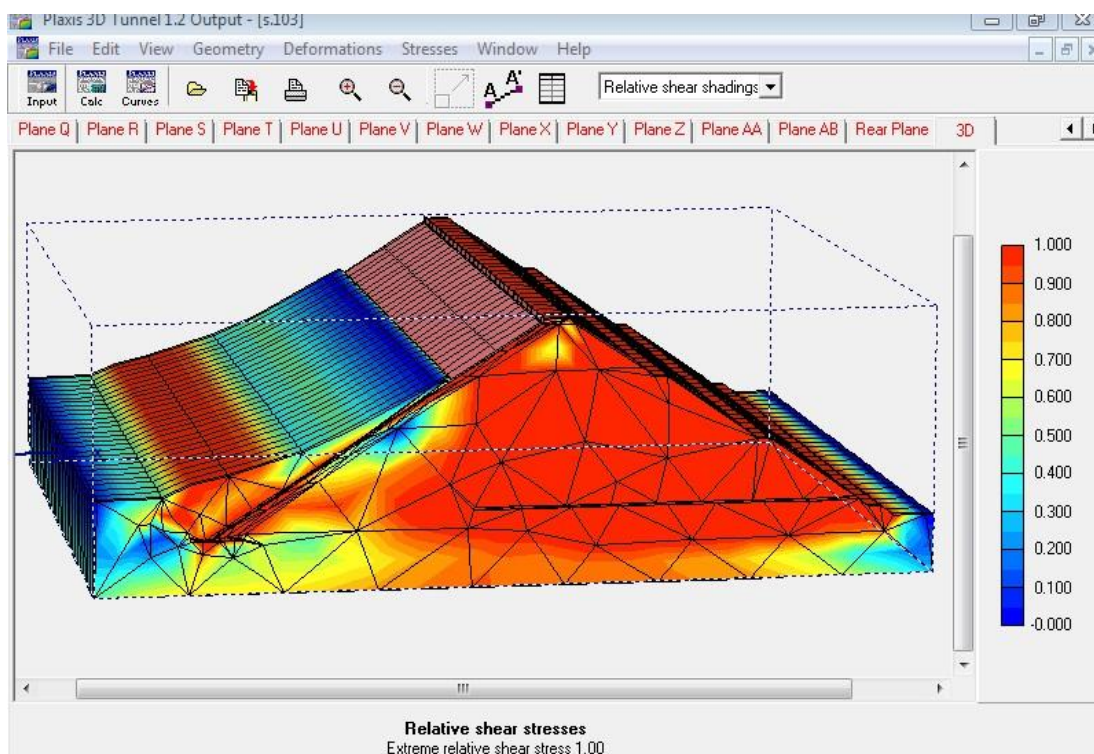 Plaxis 3D Tunnel 1.2 Output - [s.103]
File Edit View Geometry Deformations Stresses Window Help
Input Calc Curves A A' Relative shear shadings
Plane Q Plane R Plane S Plane T Plane U Plane V Plane W Plane X Plane Y Plane Z Plane AA Plane AB Rear Plane 3D
1.000
0.900
0.800
0.700
0.600
0.500
0.400
0.300
0.200
0.100
-0.000
Relative shear stresses
Extreme relative shear stress 1.00